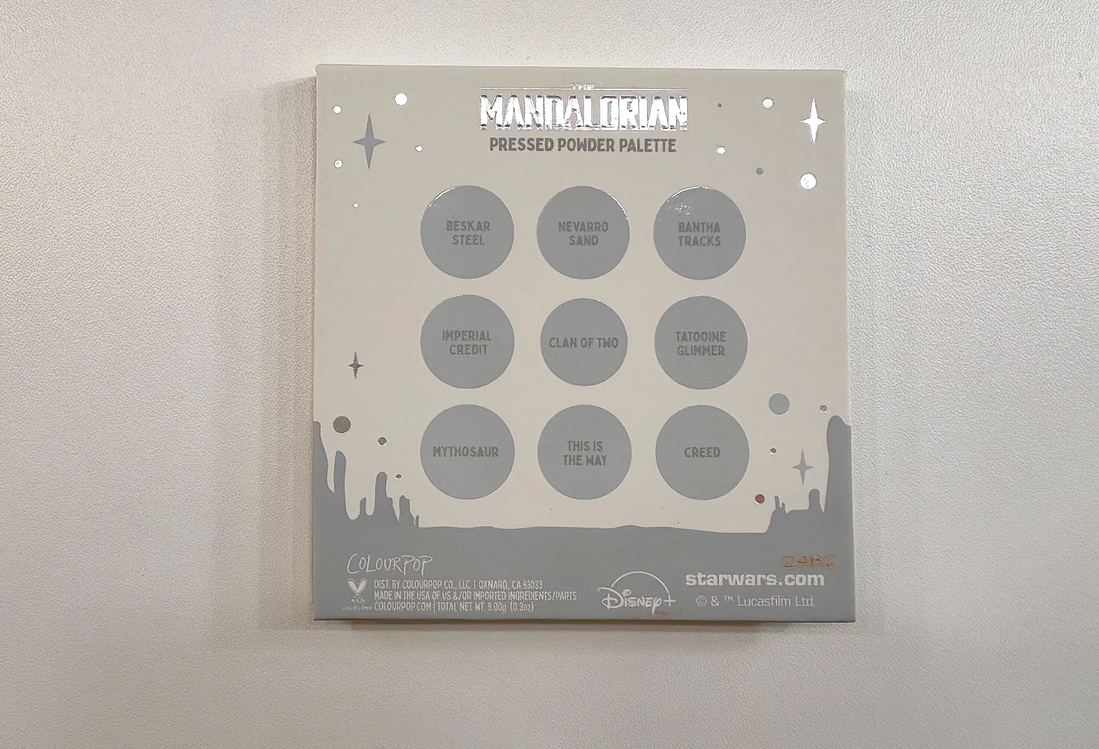 THE
MANDALORIAN
PRESSED POWDER PALETTE
BESKAR
STEEL
NEVARRO
SAND
BANTHA
TRACKS
IMPERIAL
CREDIT
CLAN OF TWO
TATOOINE
GLIMMER
MYTHOSAUR
THIS IS
THE WAY
CREED
COLOURPOP
DIST. BY COLOURPOP CO., LLC | OXNARD, CA 93033
MADE IN THE USA OF US &/OR IMPORTED INGREDIENTS/PARTS
cruelty free COLOURPOP.COM | TOTAL NET WT. 9.00g (0.3oz)
Disney+
starwars.com
© & ™ Lucasfilm Ltd.